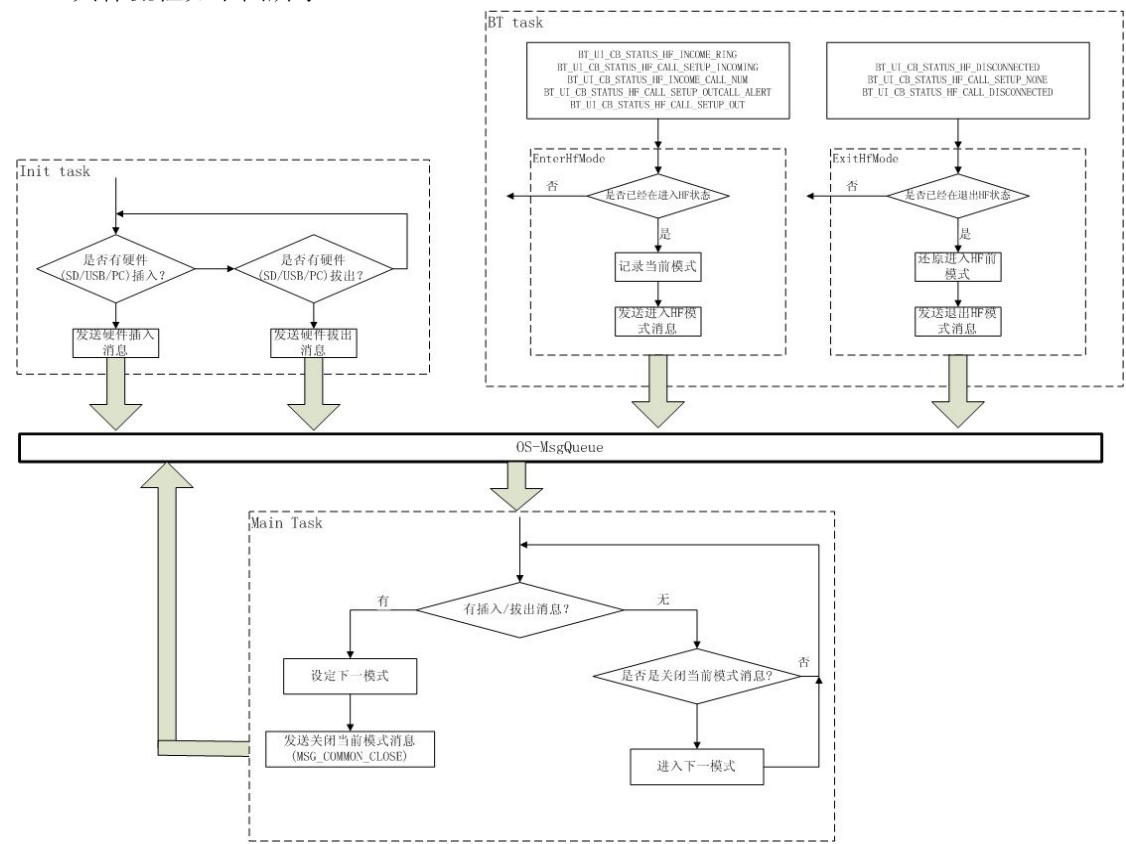 BT task
BT_UI_CB_STATUS_HF_INCOME_RING
BT_UI_CB_STATUS_HF_CALL_SETUP_INCOMING
BT_UI_CB_STATUS_HF_INCOME_CALL_NUM
BT_UI_CB_STATUS_HF_CALL_SETUP_OUTCALL_ALERT
BT_UI_CB_STATUS_HF_CALL_SETUP_OUT
BT_UI_CB_STATUS_HF_DISCONNECTED
BT_UI_CB_STATUS_HF_CALL_SETUP_NONE
BT_UI_CB_STATUS_HF_CALL_DISCONNECTED
EnterHfMode
否
是否已经在进入HF状态
是
记录当前模式
发送进入HF模
式消息
ExitHfMode
否
是否已经在退出HF状态
是
还原进入HF前
模式
发送退出HF模
式消息
Init task
是否有硬件
(SD/USB/PC)插入？
是否有硬件
(SD/USB/PC)拔出？
发送硬件插入
消息
发送硬件拔出
消息
OS-MsgQueue
Main Task
有插入/拔出消息？
有
无
设定下一模式
发送关闭当前模式消息
(MSG_COMMON_CLOSE)
是否是关闭当前模式消息？
否
进入下一模式